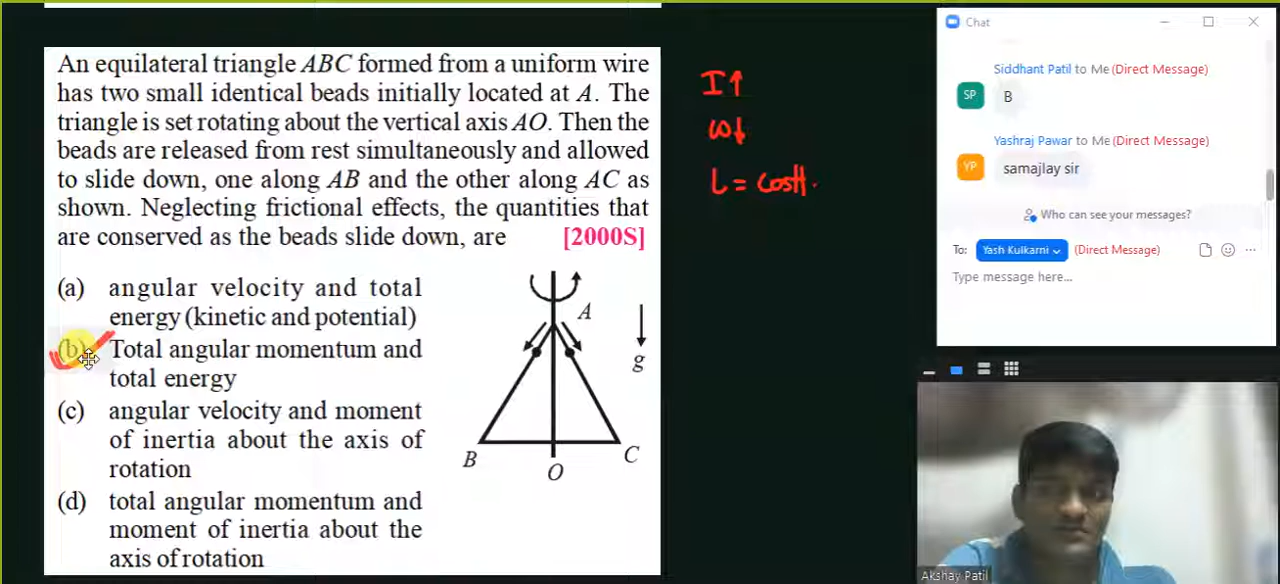 An equilateral triangle ABC formed from a uniform wire
has two small identical beads initially located at A. The
triangle is set rotating about the vertical axis AO. Then the
beads are released from rest simultaneously and allowed
to slide down, one along AB and the other along AC as
shown. Neglecting frictional effects, the quantities that
are conserved as the beads slide down, are [2000S]
(a) angular velocity and total
energy (kinetic and potential)
(b) Total angular momentum and
total energy
(c) angular velocity and moment
of inertia about the axis of
rotation
(d) total angular momentum and
moment of inertia about the
axis of rotation
A
g
B
O
C
I↑
ω↓
L = costt.
Chat
Siddhant Patil to Me (Direct Message)
SP
B
Yashraj Pawar to Me (Direct Message)
YP
samajlay sir
Who can see your messages?
To: Yash Kulkarni (Direct Message)
Type message here...
Akshay Patil